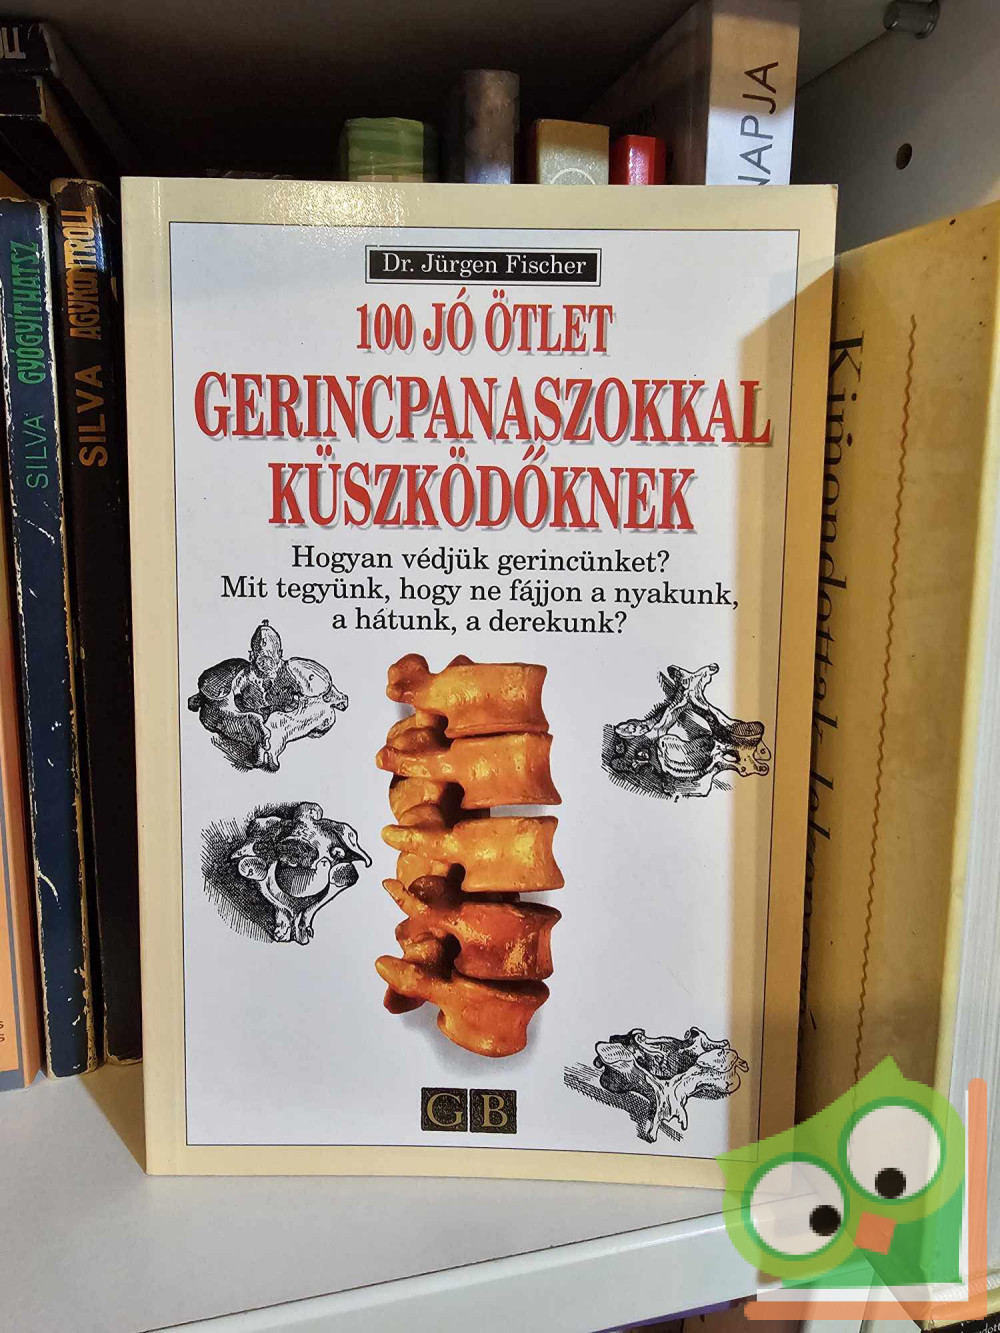 Dr. Jürgen Fischer
100 JÓ ÖTLET
GERINCPANASZOKKAL
KÜSZKÖDŐKNEK
Hogyan védjük gerincünket?
Mit tegyünk, hogy ne fájjon a nyakunk,
a hátunk, a derekunk?
GB
SILVA GYÓGYÍTHATSZ
SILVA AGYKONTROLL
NAPJA